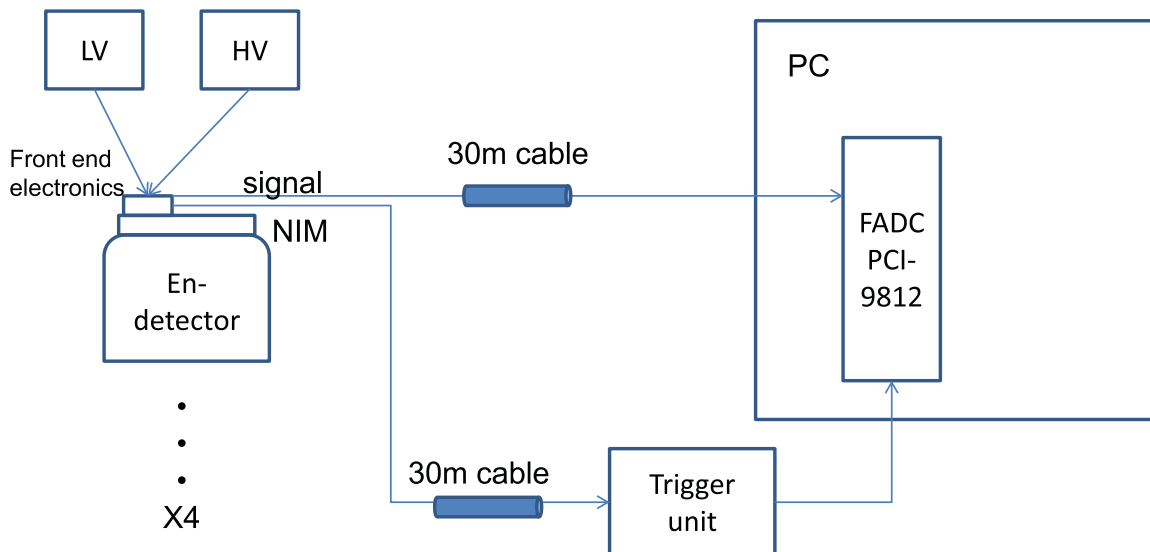 LV
HV
PC
Front end
electronics
30m cable
signal
NIM
FADC
PCI-
9812
En-
detector
30m cable
Trigger
unit
X4